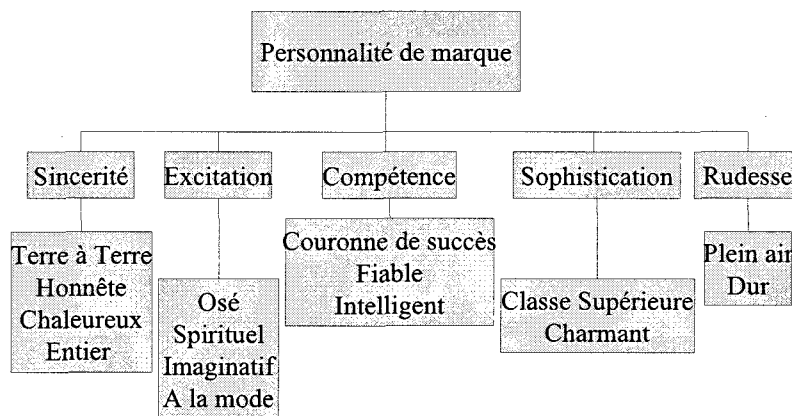 Personnalité de marque
Sincerité
Excitation
Compétence
Sophistication
Rudesse
Terre à Terre
Honnête
Chaleureux
Entier
Osé
Spirituel
Imaginatif
A la mode
Couronne de succès
Fiable
Intelligent
Classe Supérieure
Charmant
Plein air
Dur